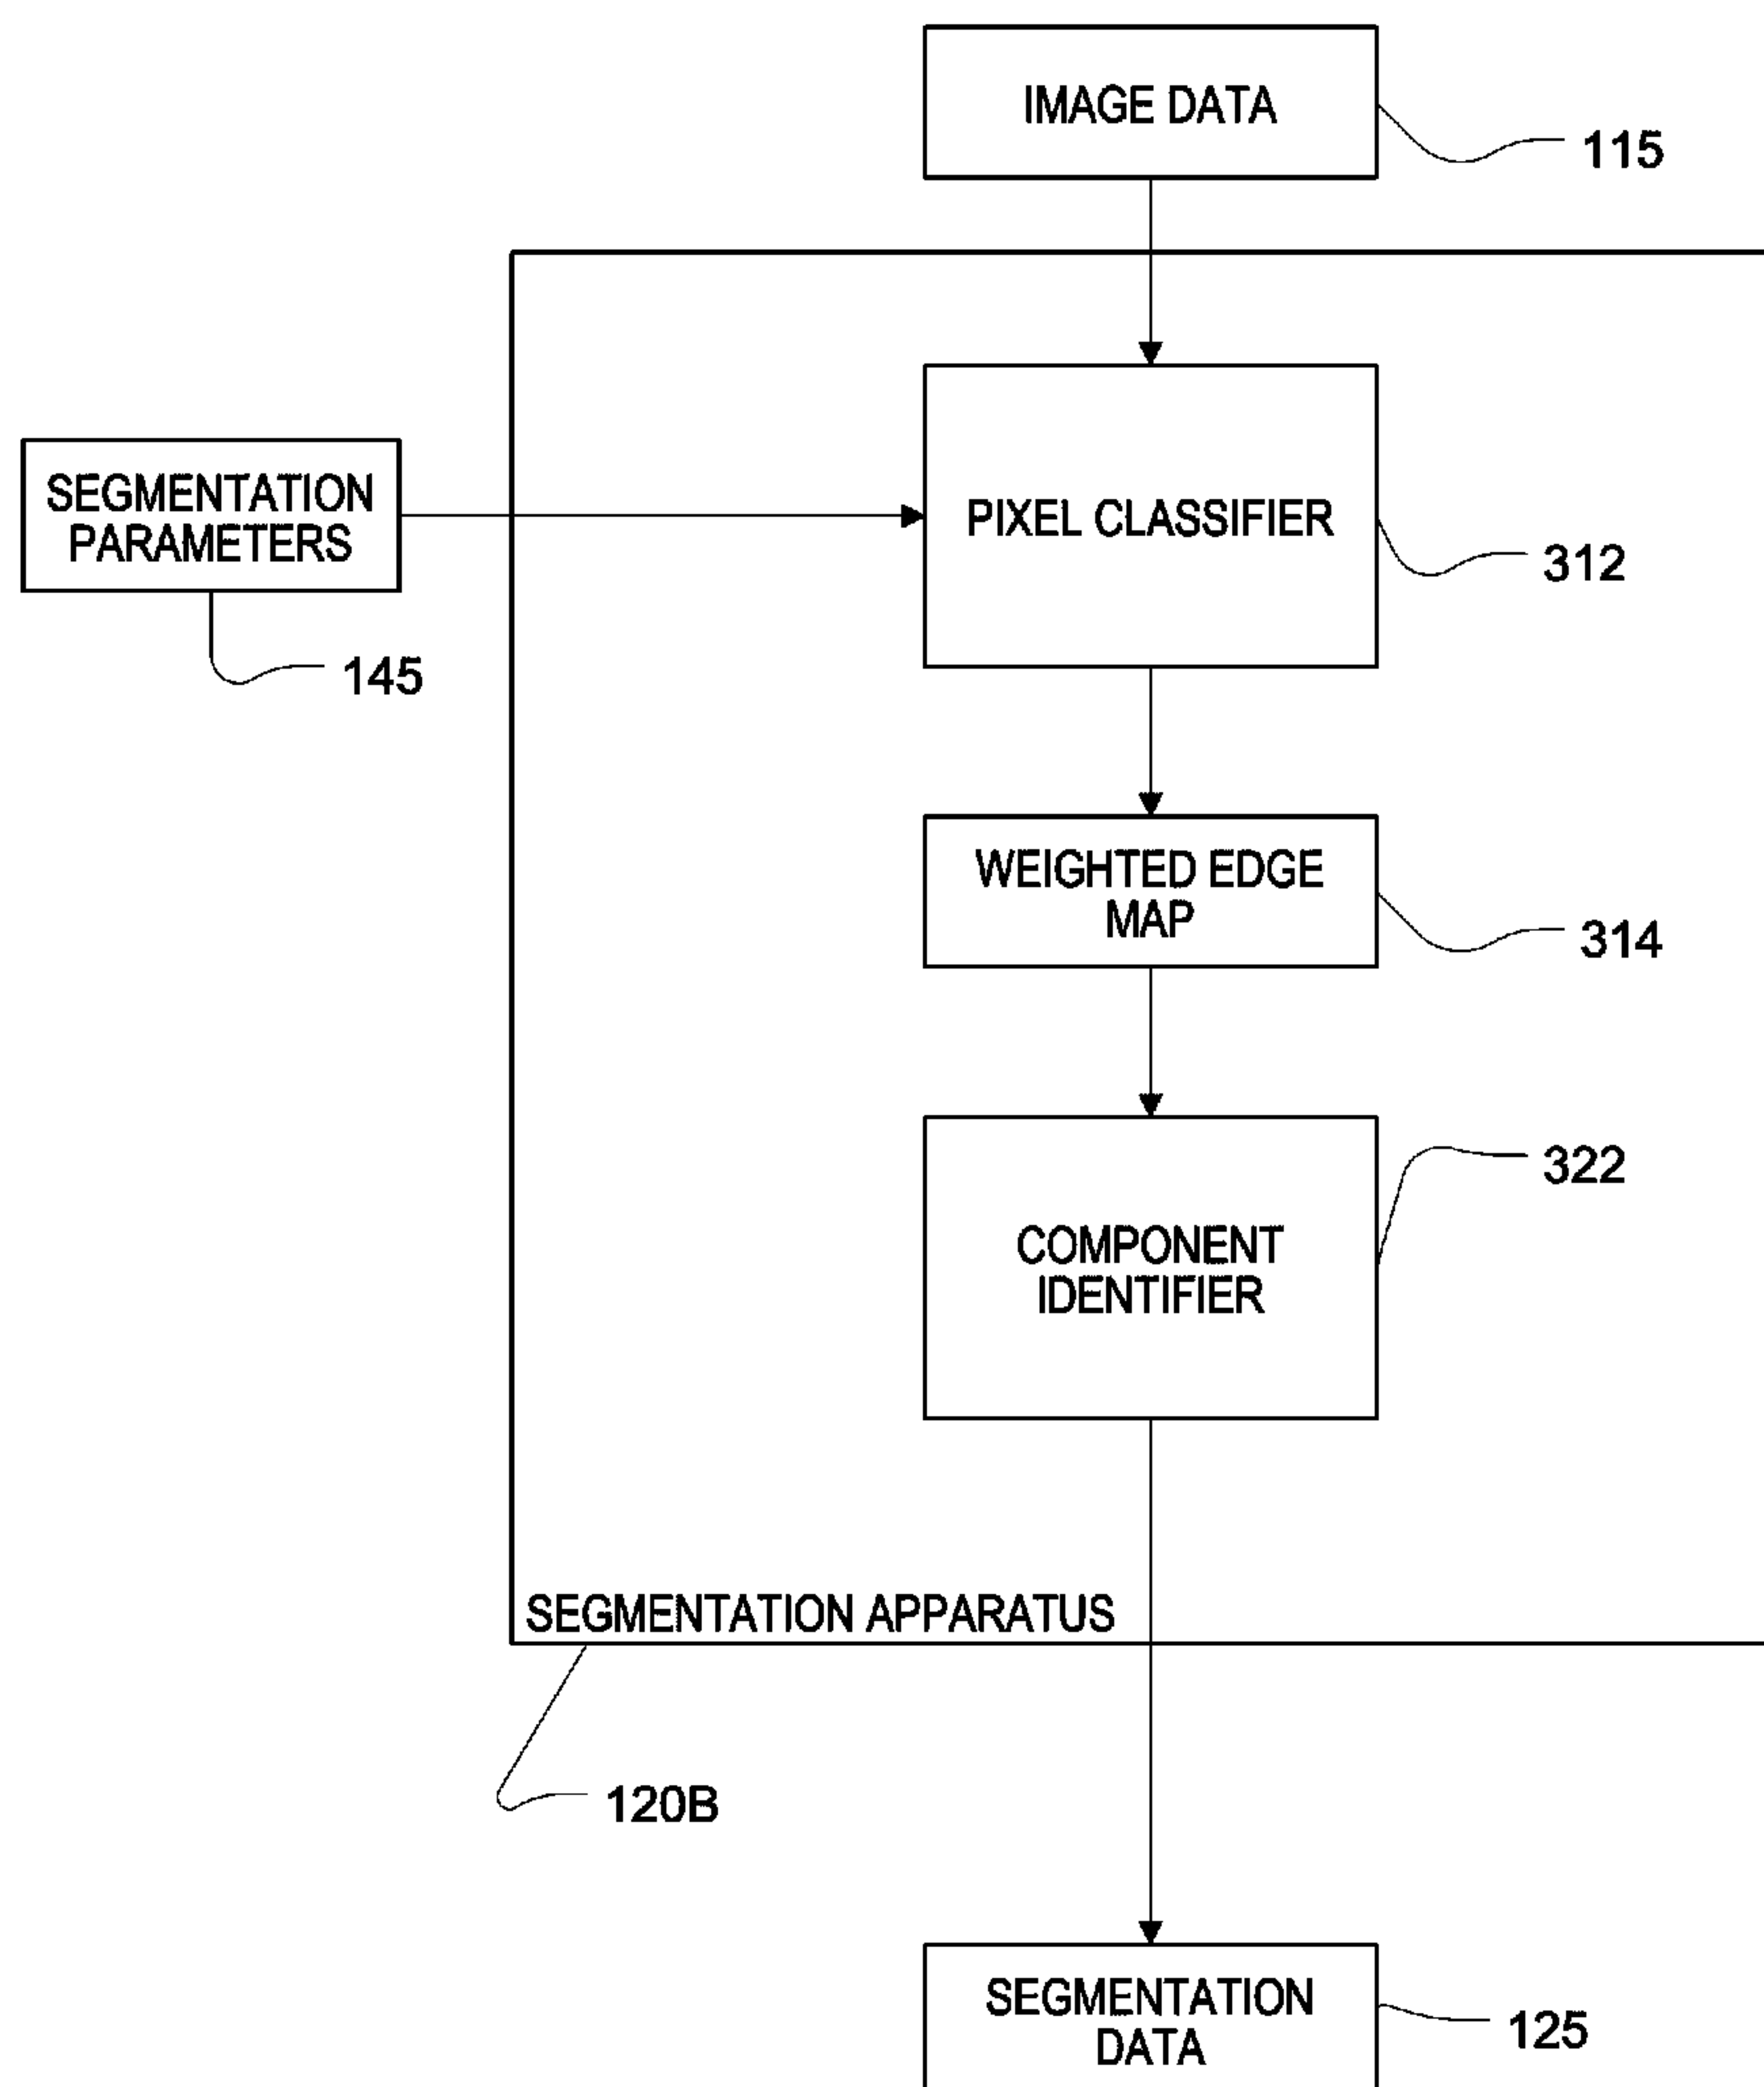 IMAGE DATA
115
SEGMENTATION
PARAMETERS
145
PIXEL CLASSIFIER
312
WEIGHTED EDGE
MAP
314
COMPONENT
IDENTIFIER
322
SEGMENTATION APPARATUS
120B
SEGMENTATION
DATA
125